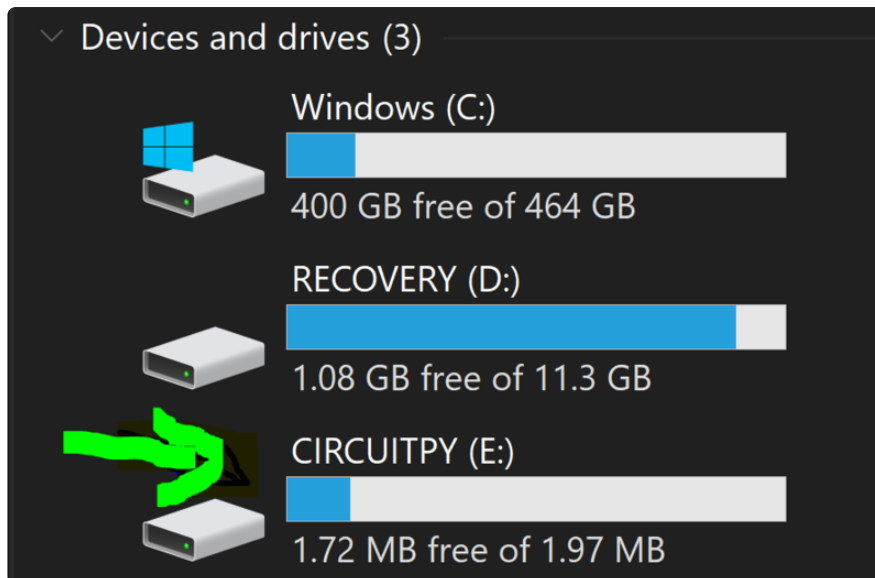 Devices and drives (3)
Windows (C:)
400 GB free of 464 GB
RECOVERY (D:)
1.08 GB free of 11.3 GB
CIRCUITPY (E:)
1.72 MB free of 1.97 MB